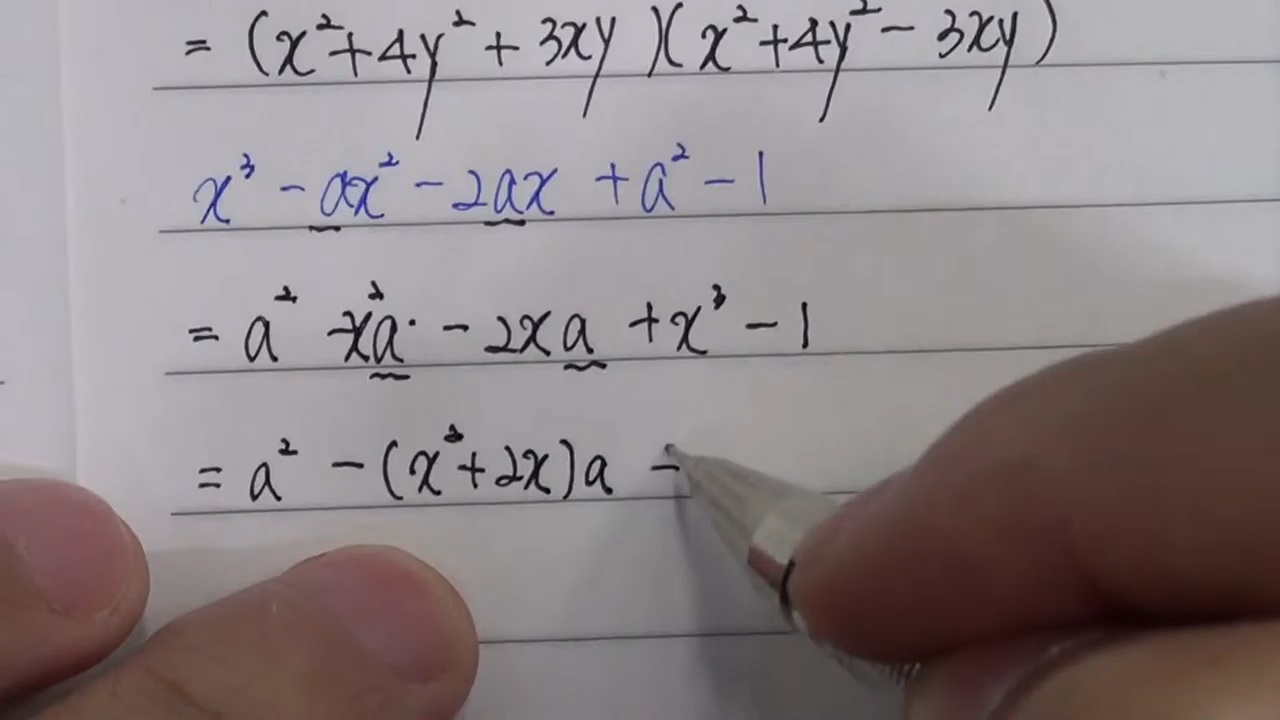 = (x²+4y² + 3xy)(x²+4y² - 3xy)
x³ - ax² - 2ax + a² - 1
= a² -x²a - 2xa + x³ - 1
= a² - (x²+2x)a -